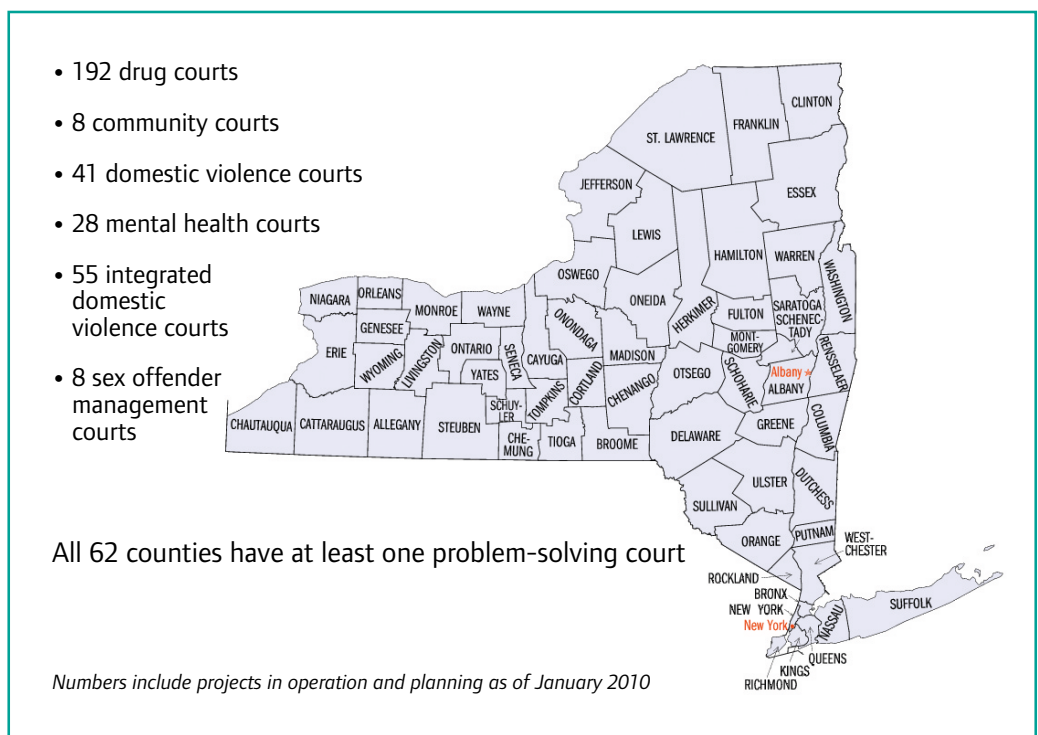 • 192 drug courts
• 8 community courts
• 41 domestic violence courts
• 28 mental health courts
• 55 integrated
domestic
violence courts
• 8 sex offender
management
courts
All 62 counties have at least one problem-solving court
Numbers include projects in operation and planning as of January 2010
CLINTON
FRANKLIN
ST. LAWRENCE
JEFFERSON
ESSEX
LEWIS
HAMILTON
WARREN
WASHINGTON
OSWEGO
ONEIDA
HERKIMER
FULTON
SARATOGA
SCHENEC-
TADY
NIAGARA
ORLEANS
MONROE
WAYNE
GENESEE
ONONDAGA
MONT-
GOMERY
RENSSELAER
ERIE
WYOMING
LIVINGSTON
ONTARIO
SENECA
CAYUGA
MADISON
YATES
CORTLAND
CHENANGO
OTSEGO
SCHOHARIE
Albany
ALBANY
SCHUY-
LER
TOMPKINS
CHAUTAUQUA
CATTARAUGUS
ALLEGANY
STEUBEN
CHE-
MUNG
TIOGA
BROOME
DELAWARE
GREENE
COLUMBIA
ULSTER
DUTCHESS
SULLIVAN
ORANGE
PUTNAM
WEST-
CHESTER
ROCKLAND
BRONX
NEW YORK
New York
NASSAU
SUFFOLK
QUEENS
KINGS
RICHMOND